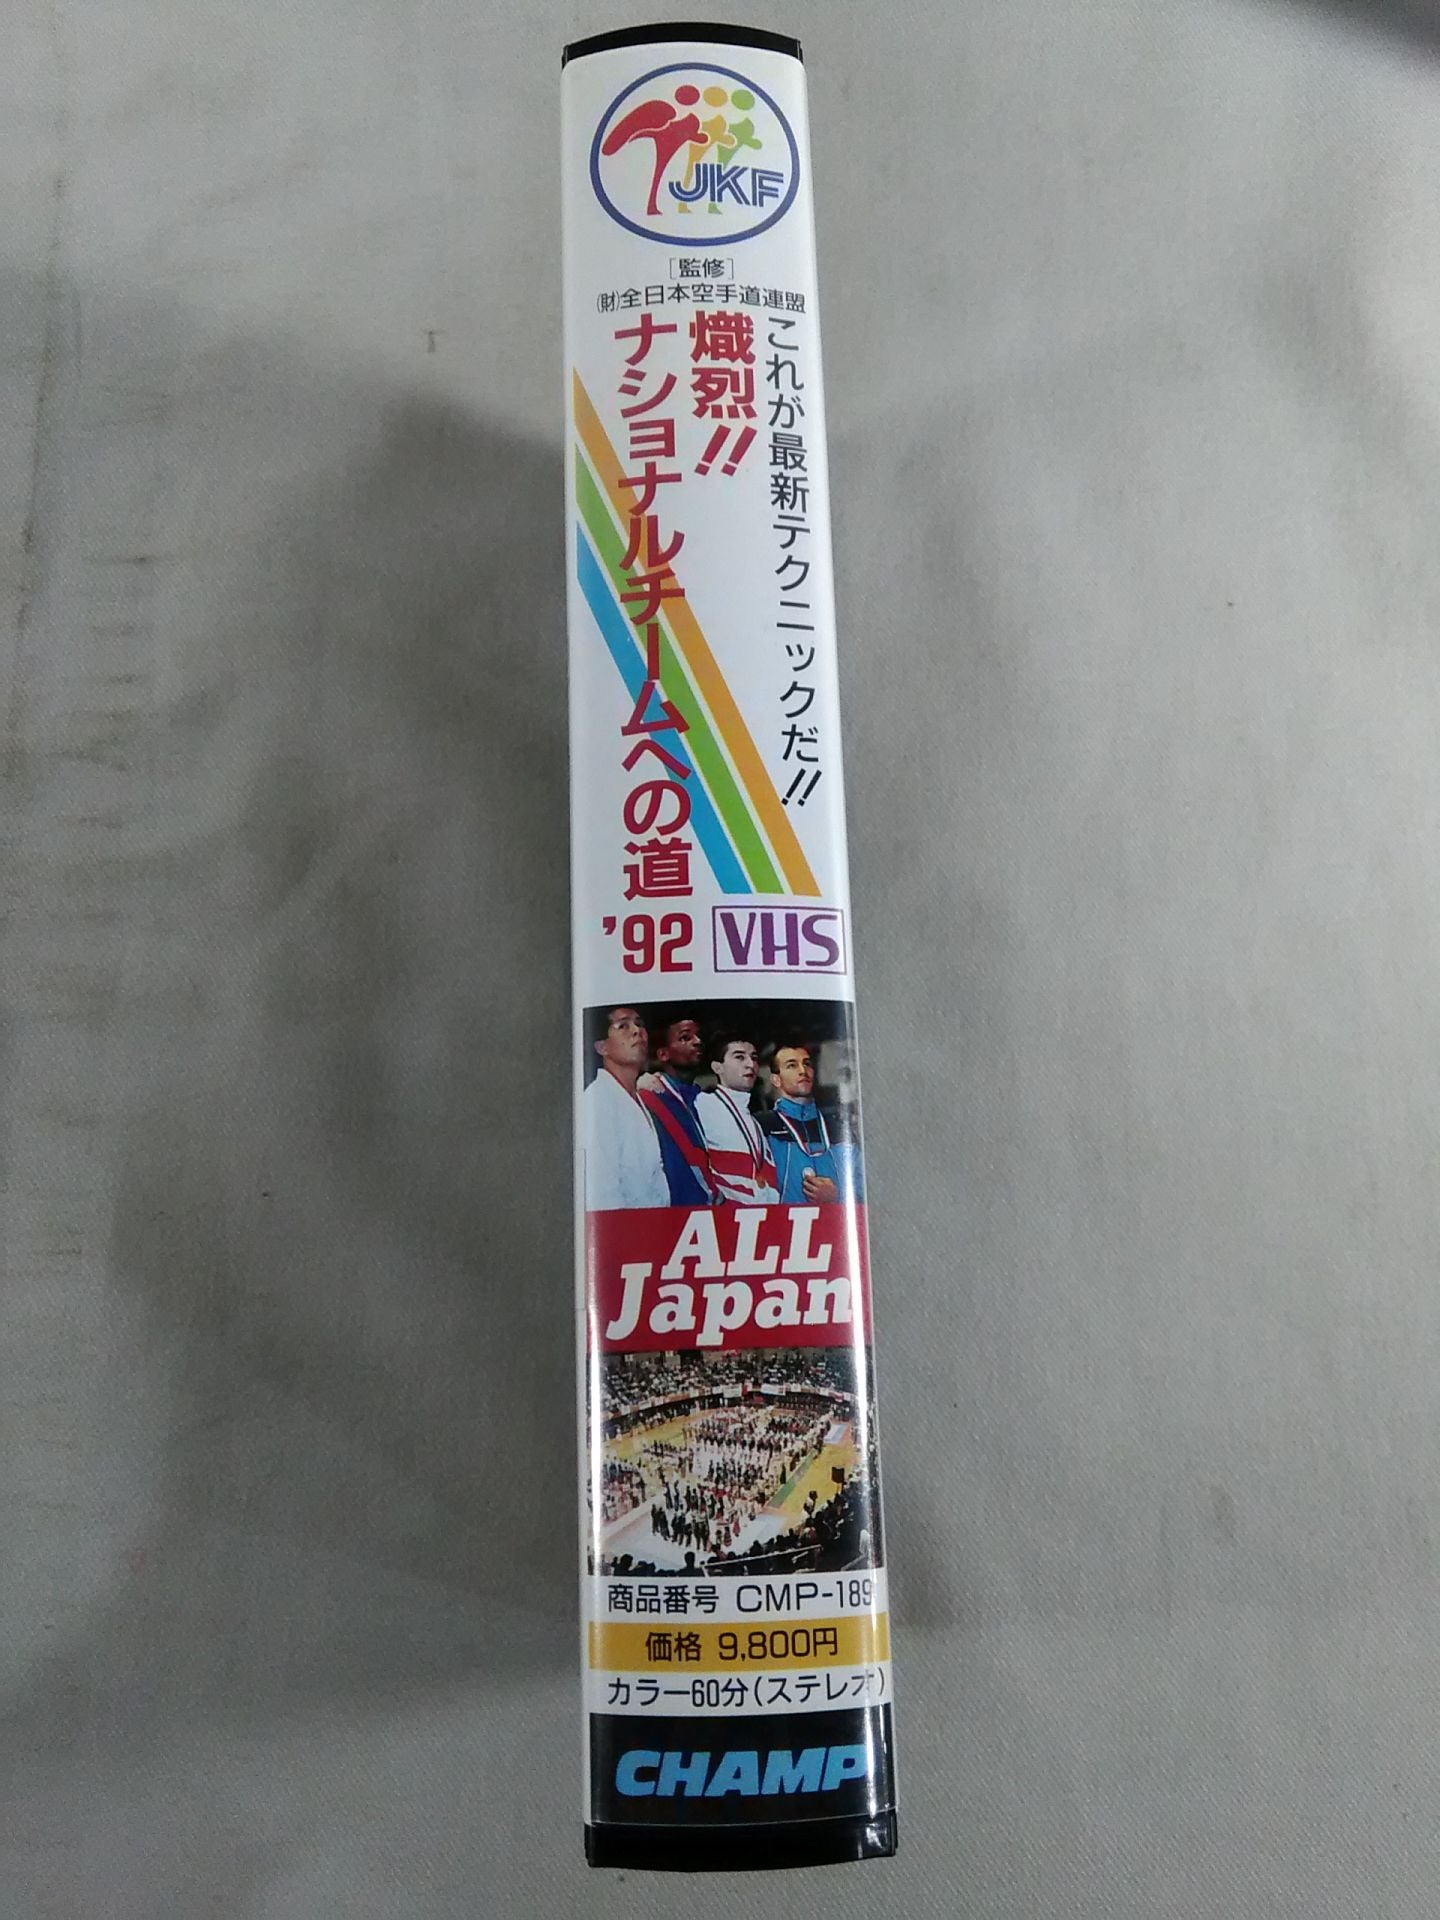 JKF
[監修]
(財)全日本空手道連盟
これが最新テクニックだ!!
熾烈!!
ナショナルチームへの道
'92
VHS
ALL
Japan
商品番号 CMP-189
価格 9,800円
カラー60分(ステレオ)
CHAMP